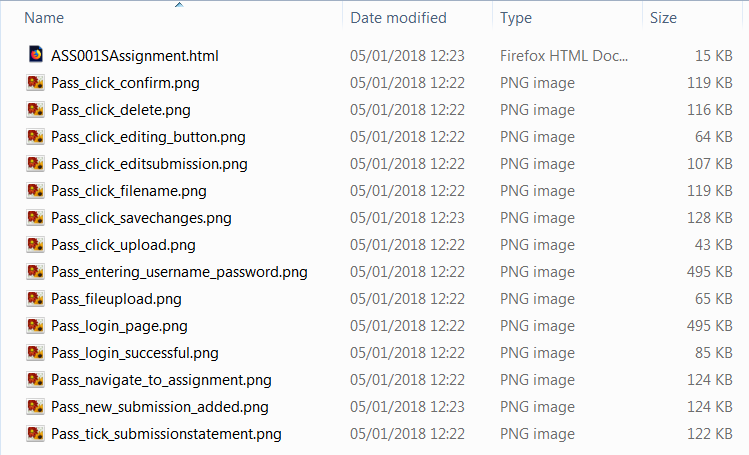 Name Date modified Type Size
ASS001SAssignment.html 05/01/2018 12:23 Firefox HTML Doc... 15 KB
Pass_click_confirm.png 05/01/2018 12:22 PNG image 119 KB
Pass_click_delete.png 05/01/2018 12:22 PNG image 116 KB
Pass_click_editing_button.png 05/01/2018 12:22 PNG image 64 KB
Pass_click_editsubmission.png 05/01/2018 12:22 PNG image 107 KB
Pass_click_filename.png 05/01/2018 12:22 PNG image 119 KB
Pass_click_savechanges.png 05/01/2018 12:23 PNG image 128 KB
Pass_click_upload.png 05/01/2018 12:22 PNG image 43 KB
Pass_entering_username_password.png 05/01/2018 12:22 PNG image 495 KB
Pass_fileupload.png 05/01/2018 12:22 PNG image 65 KB
Pass_login_page.png 05/01/2018 12:22 PNG image 495 KB
Pass_login_successful.png 05/01/2018 12:22 PNG image 85 KB
Pass_navigate_to_assignment.png 05/01/2018 12:22 PNG image 124 KB
Pass_new_submission_added.png 05/01/2018 12:23 PNG image 124 KB
Pass_tick_submissionstatement.png 05/01/2018 12:22 PNG image 122 KB